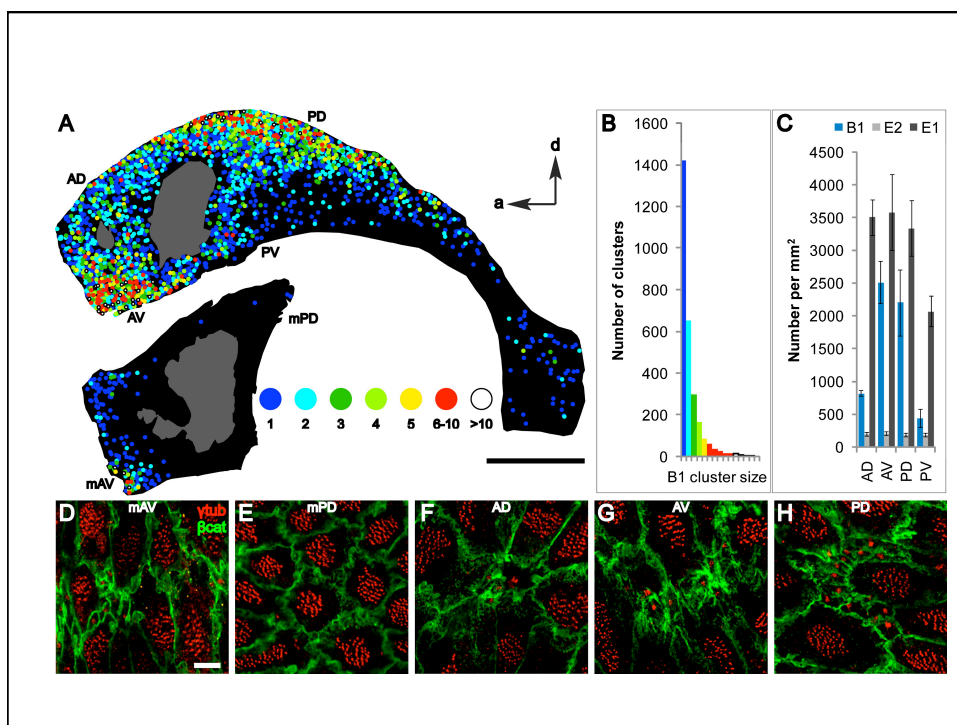 A
PD
AD
d
a
PV
AV
mPD
mAV
1 2 3 4 5 6-10 >10
B
1600
1400
1200
1000
800
600
400
200
0
Number of clusters
B1 cluster size
C
B1 E2 E1
4500
4000
3500
3000
2500
2000
1500
1000
500
0
Number per mm²
AD AV PD PV
D mAV γtub βcat
E mPD
F AD
G AV
H PD